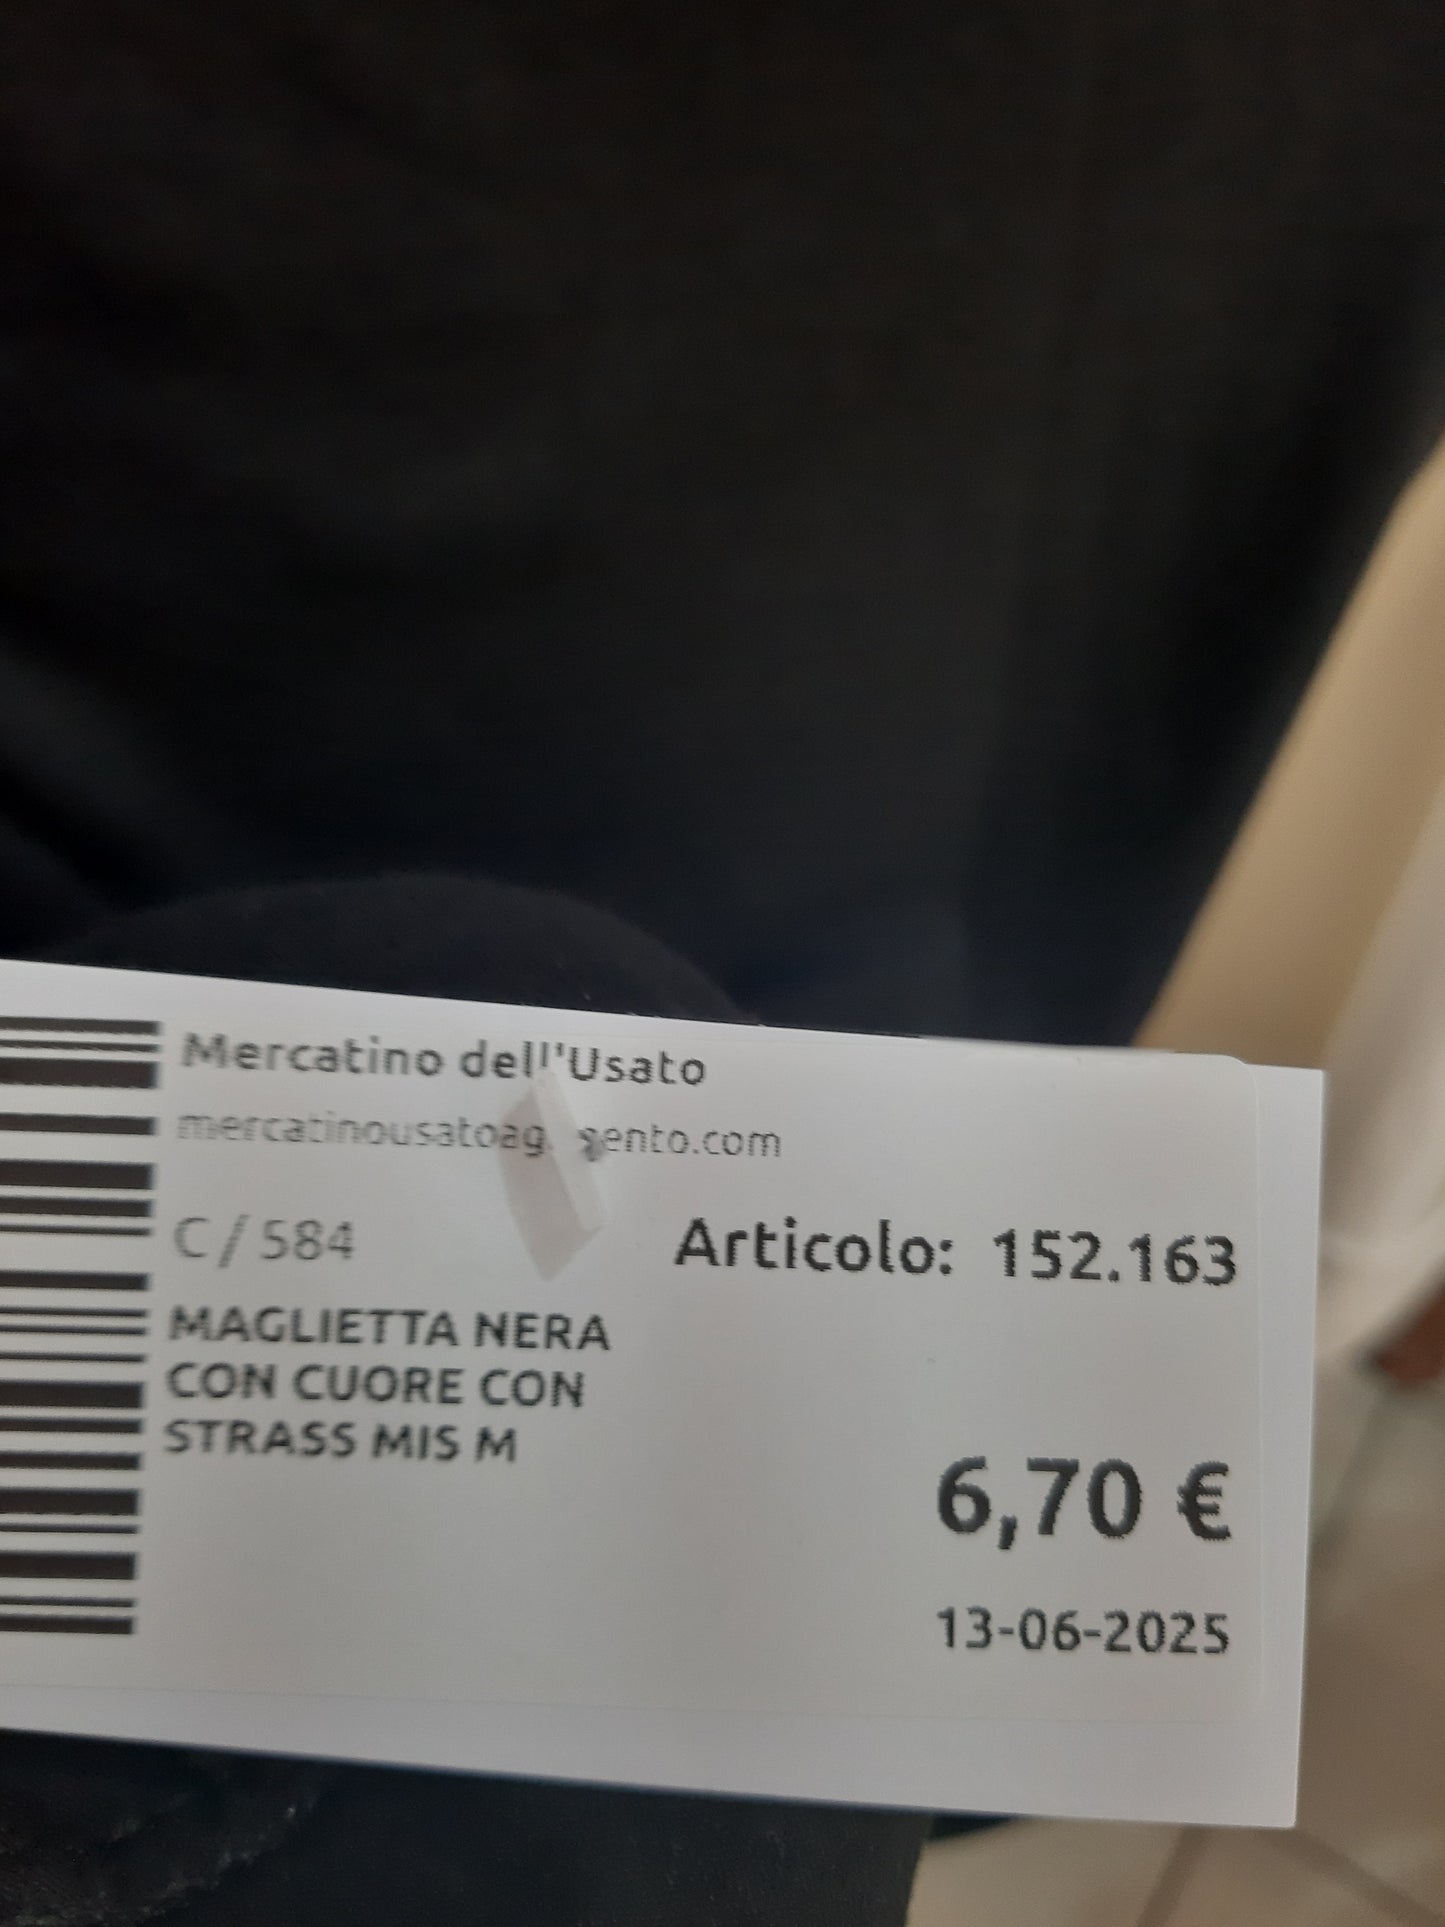 Mercatino dell'Usato
C/584
Articolo: 152.163
MAGLIETTA NERA
CON CUORE CON
STRASS MIS M
6,70 €
13-06-2025